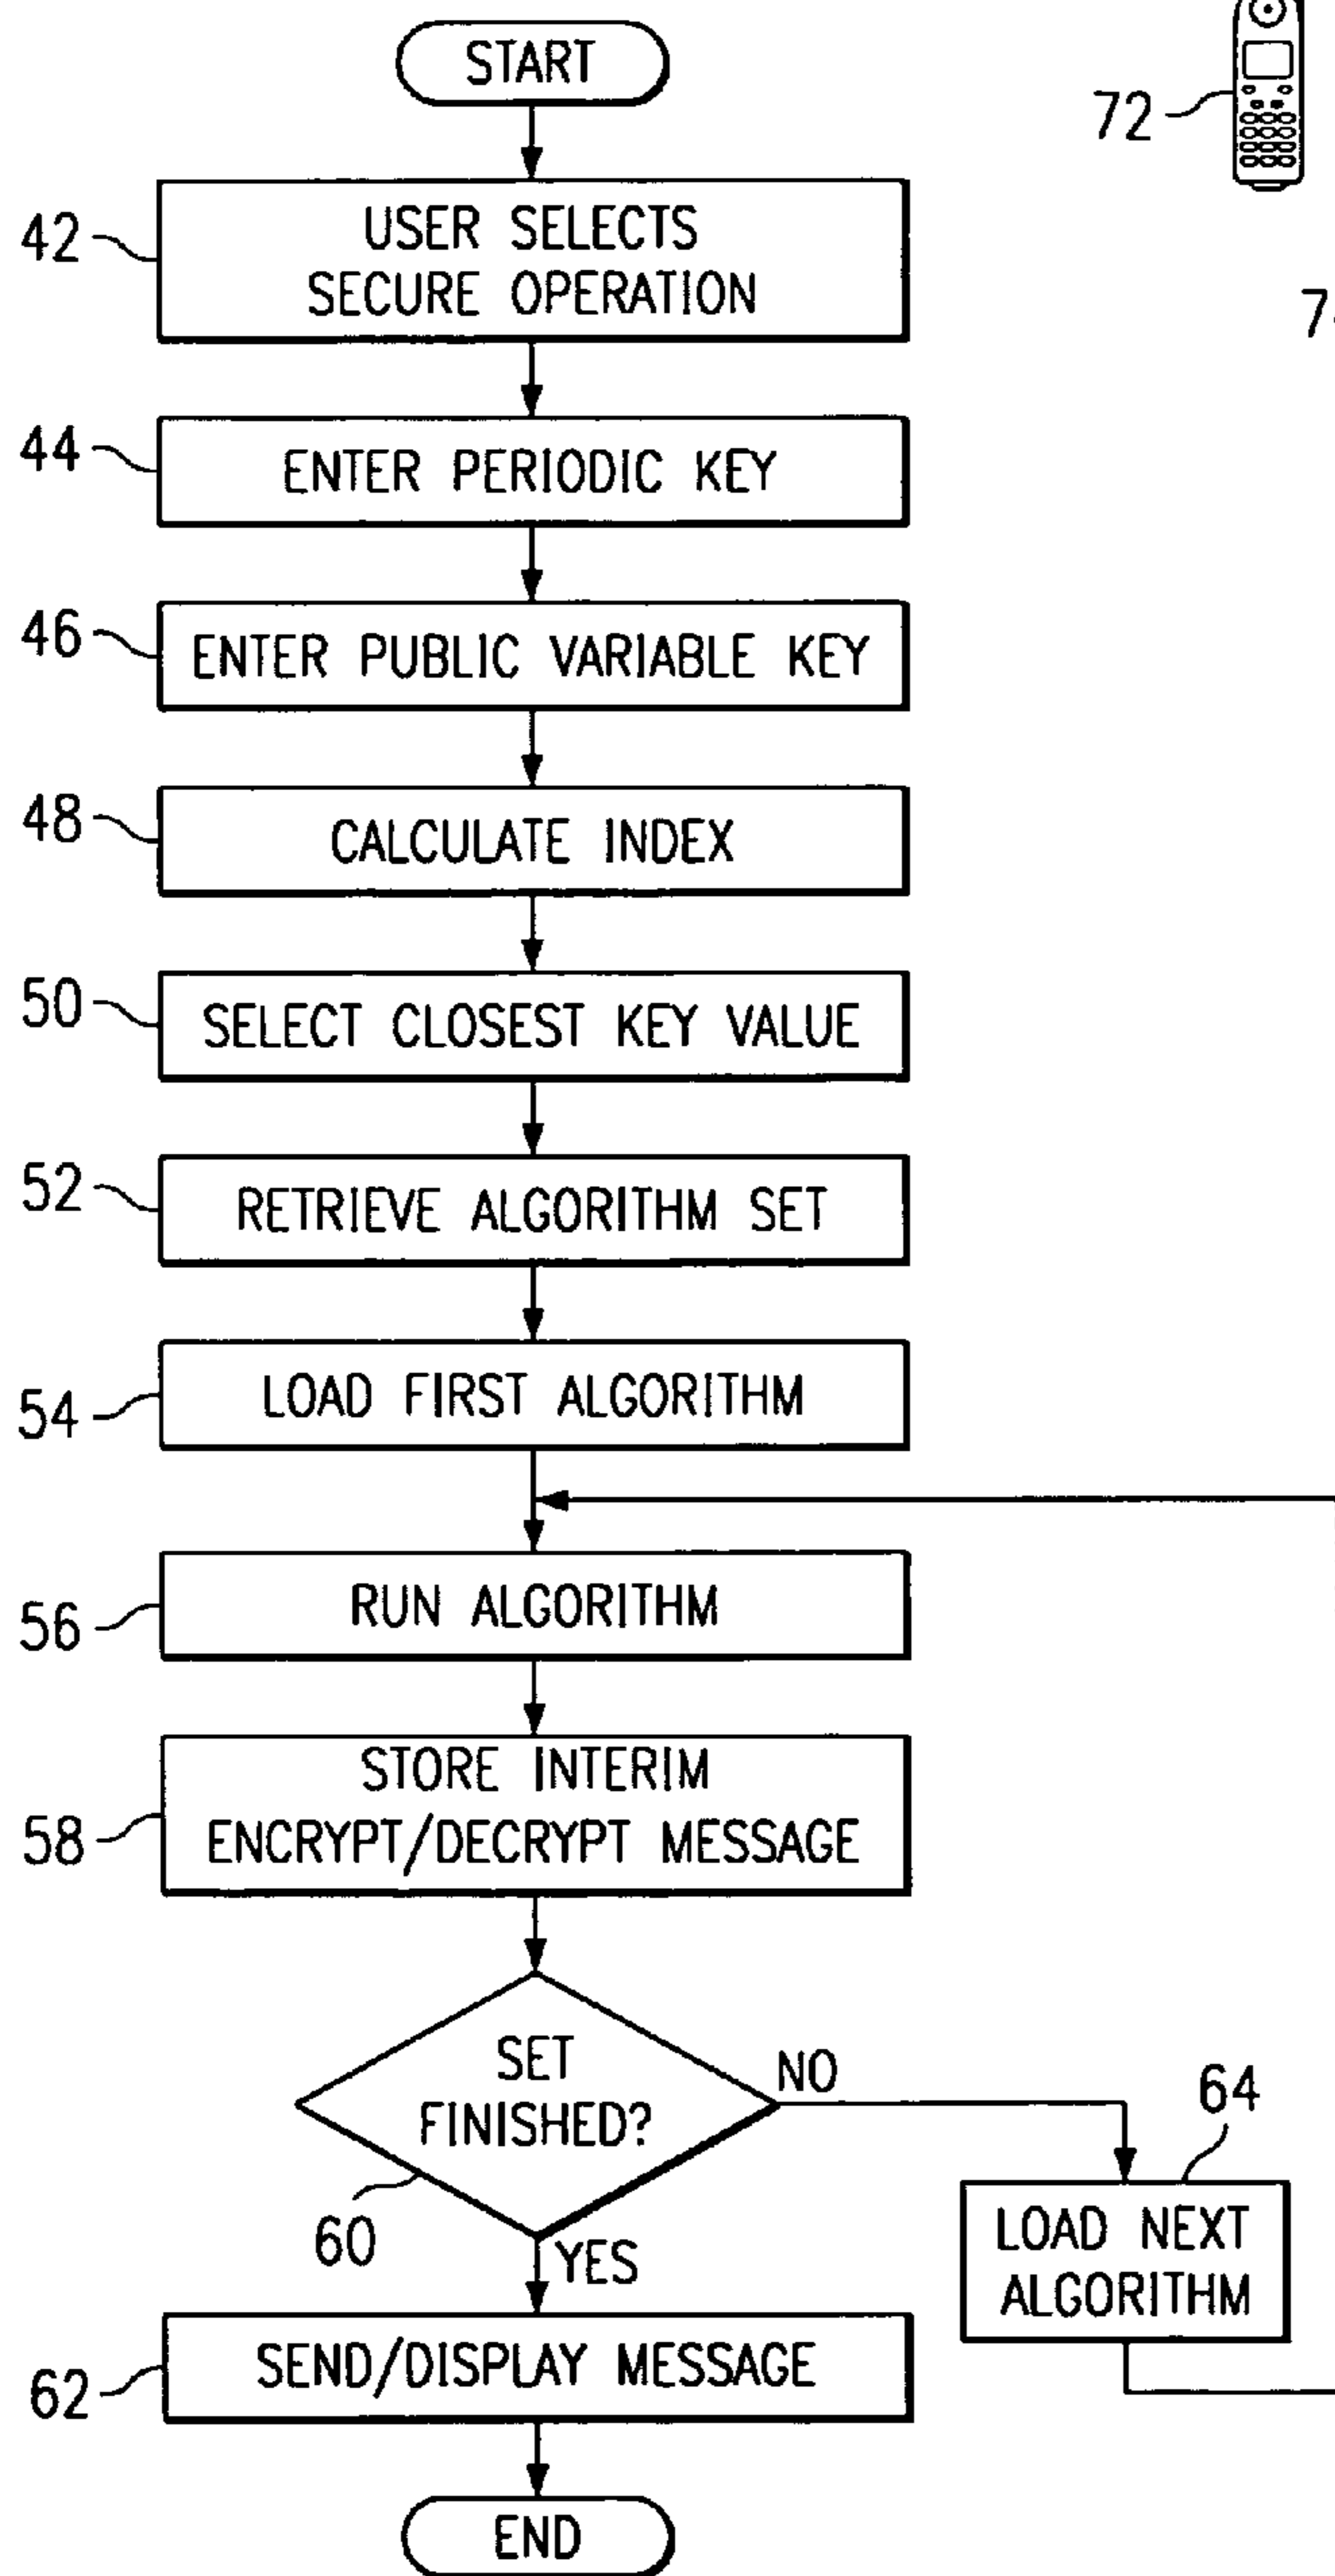 START
72
42
USER SELECTS
SECURE OPERATION
44
ENTER PERIODIC KEY
46
ENTER PUBLIC VARIABLE KEY
48
CALCULATE INDEX
50
SELECT CLOSEST KEY VALUE
52
RETRIEVE ALGORITHM SET
54
LOAD FIRST ALGORITHM
56
RUN ALGORITHM
58
STORE INTERIM
ENCRYPT/DECRYPT MESSAGE
SET
FINISHED?
NO
60
YES
64
LOAD NEXT
ALGORITHM
62
SEND/DISPLAY MESSAGE
END